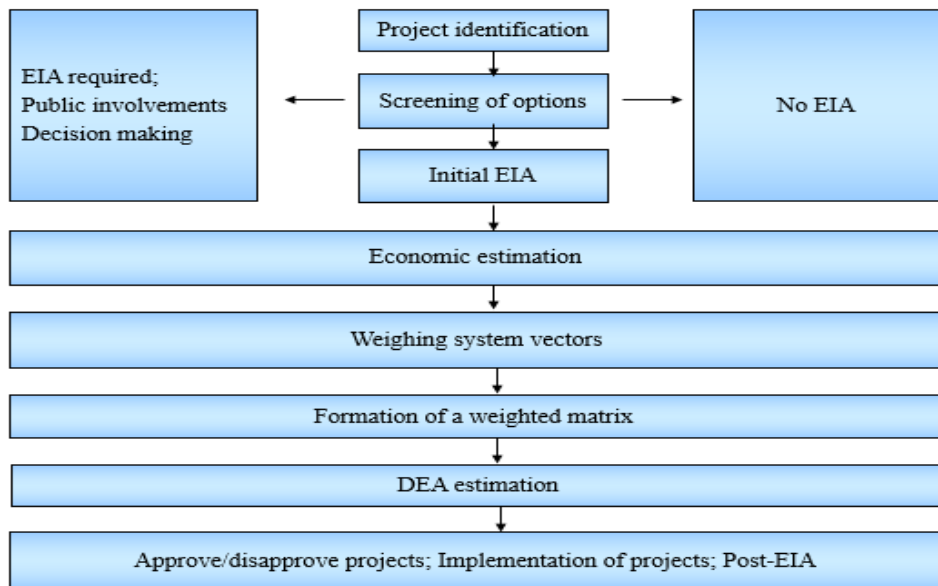 Project identification
EIA required;
Public involvements
Decision making
Screening of options
No EIA
Initial EIA
Economic estimation
Weighing system vectors
Formation of a weighted matrix
DEA estimation
Approve/disapprove projects; Implementation of projects; Post-EIA